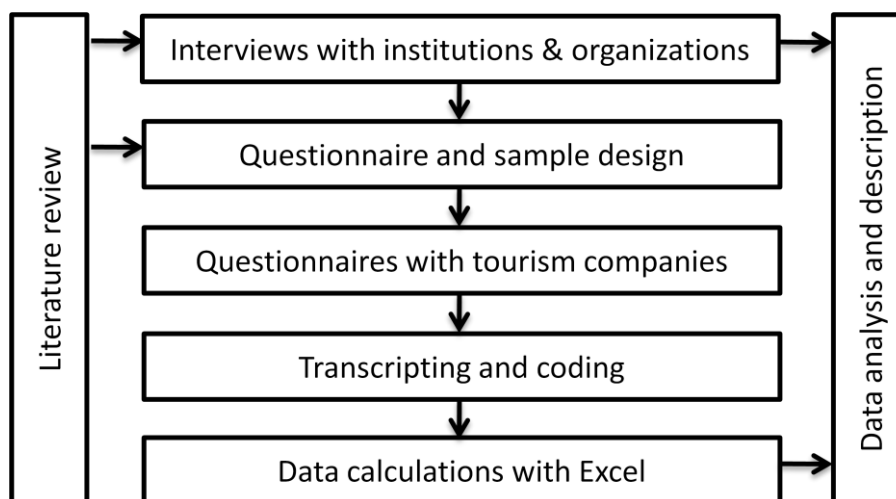 Literature review
Interviews with institutions & organizations
Questionnaire and sample design
Questionnaires with tourism companies
Transcripting and coding
Data calculations with Excel
Data analysis and description